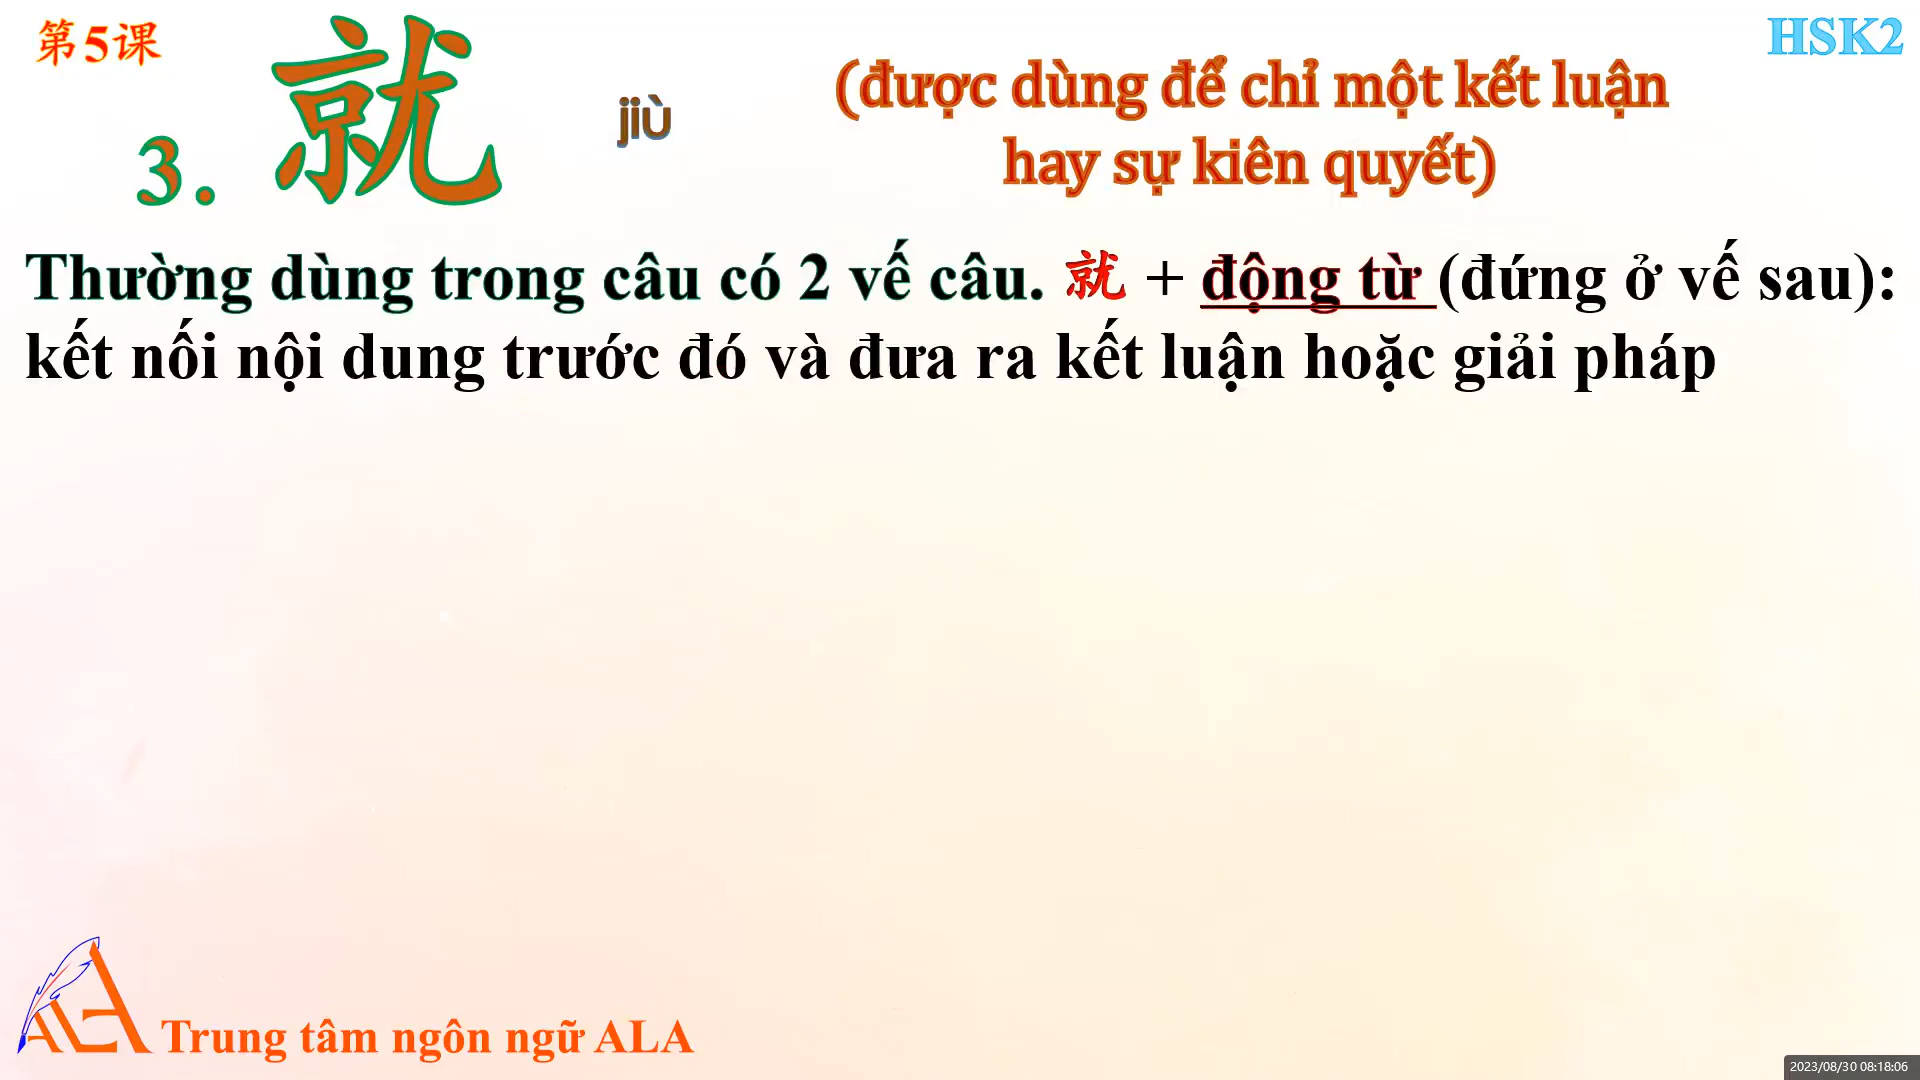 第5课
HSK2
3. 就 jiù
(được dùng để chỉ một kết luận
hay sự kiên quyết)
Thường dùng trong câu có 2 vế câu. 就 + động từ (đứng ở vế sau):
kết nối nội dung trước đó và đưa ra kết luận hoặc giải pháp
ALA
Trung tâm ngôn ngữ ALA
2023/08/30 08:18:06